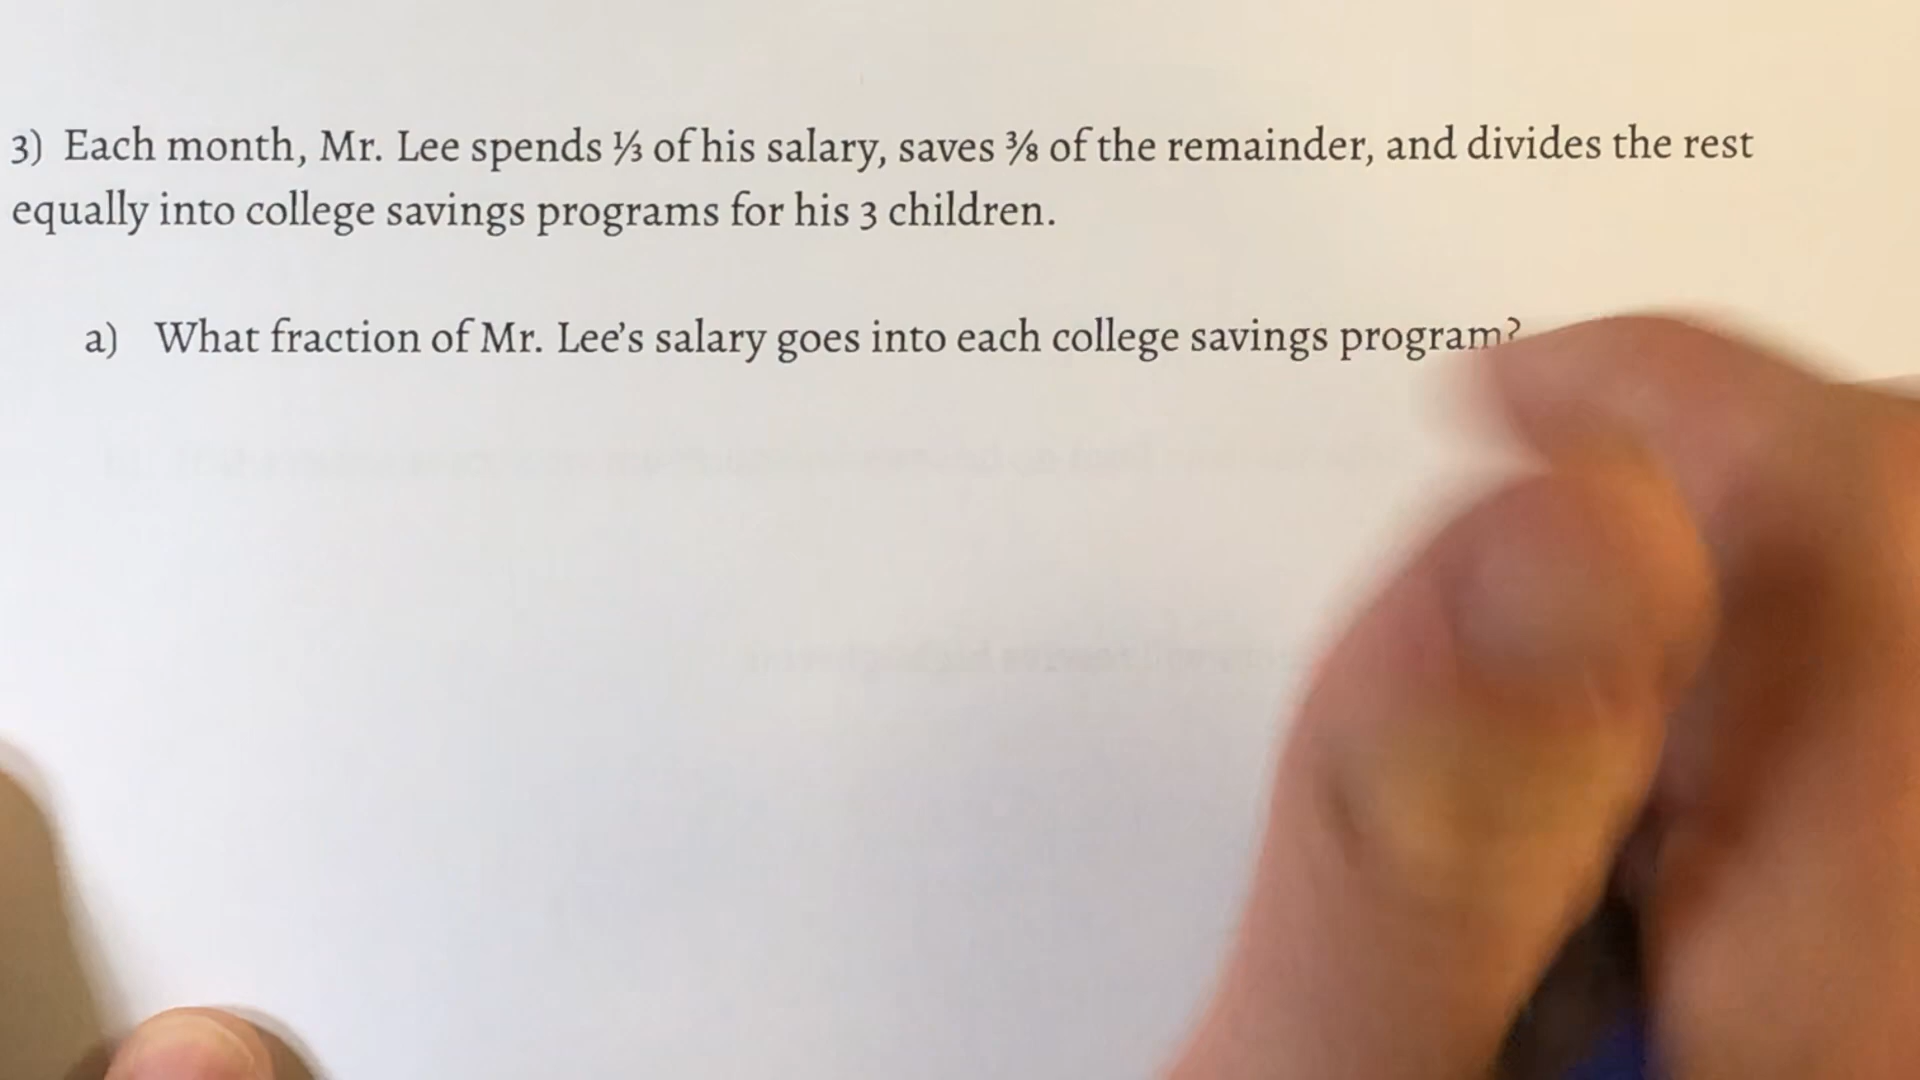 3) Each month, Mr. Lee spends ⅓ of his salary, saves ⅜ of the remainder, and divides the rest
equally into college savings programs for his 3 children.
a) What fraction of Mr. Lee’s salary goes into each college savings program?